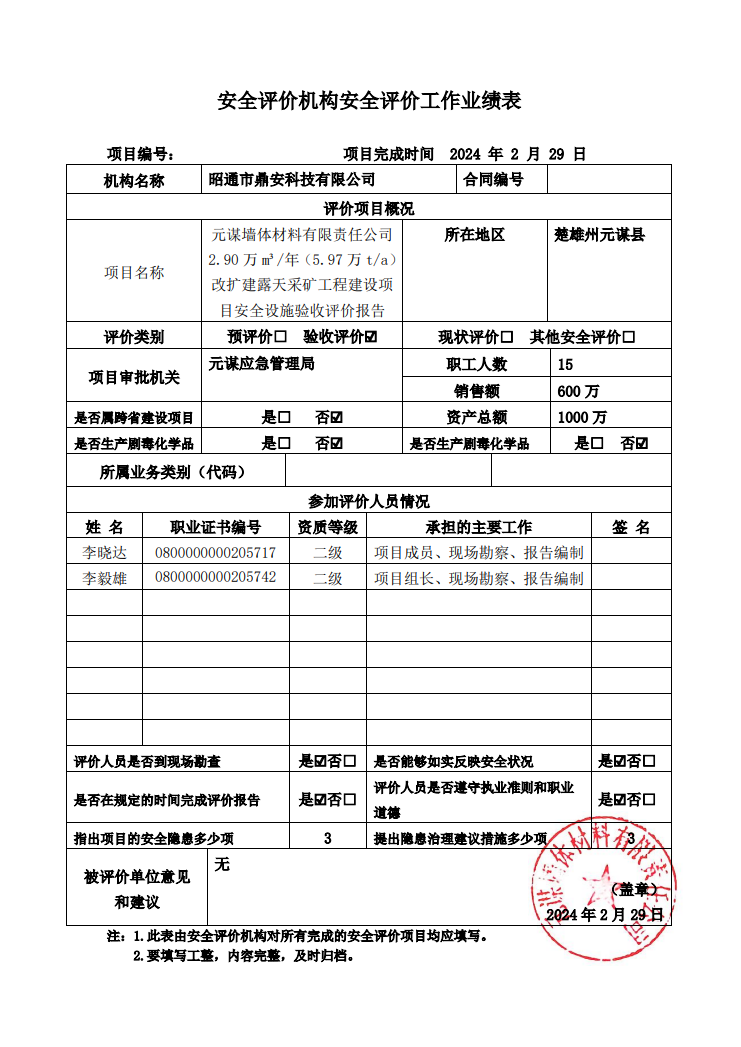 安全评价机构安全评价工作业绩表
项目编号： 项目完成时间 2024 年 2 月 29 日
机构名称 昭通市鼎安科技有限公司 合同编号
评价项目概况
项目名称
元谋墙体材料有限责任公司
2.90 万 m³/年（5.97 万 t/a）
改扩建露天采矿工程建设项
目安全设施验收评价报告
所在地区 楚雄州元谋县
评价类别 预评价☐ 验收评价☑ 现状评价☐ 其他安全评价☐
项目审批机关 元谋应急管理局 职工人数 15
销售额 600 万
是否属跨省建设项目 是☐ 否☑ 资产总额 1000 万
是否生产剧毒化学品 是☐ 否☑ 是否生产剧毒化学品 是☐ 否☑
所属业务类别（代码）
参加评价人员情况
姓 名 职业证书编号 资质等级 承担的主要工作 签 名
李晓达 0800000000205717 二级 项目成员、现场勘察、报告编制
李毅雄 0800000000205742 二级 项目组长、现场勘察、报告编制
评价人员是否到现场勘查 是☑否☐ 是否能够如实反映安全状况 是☑否☐
是否在规定的时间完成评价报告 是☑否☐ 评价人员是否遵守执业准则和职业
道德 是☑否☐
指出项目的安全隐患多少项 3 提出隐患治理建议措施多少项 3
被评价单位意见
和建议
无
（盖章）
2024 年 2 月 29 日
元谋墙体材料有限责任公司
注：1.此表由安全评价机构对所有完成的安全评价项目均应填写。
2.要填写工整，内容完整，及时归档。